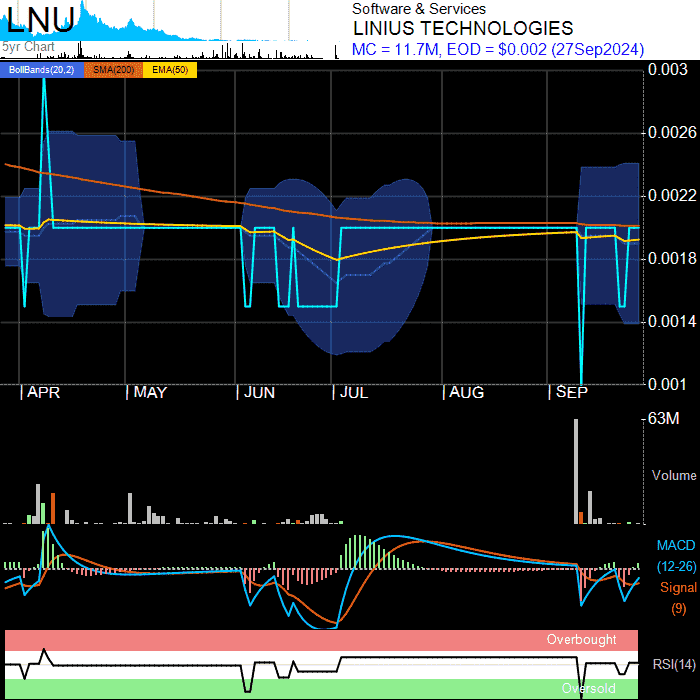 LNU
Software & Services
LINIUS TECHNOLOGIES
5yr Chart
MC = 11.7M, EOD = $0.002 (27Sep2024)
BollBands(20,2) SMA(200) EMA(50)
0.003
0.0026
0.0022
0.0018
0.0014
0.001
APR MAY JUN JUL AUG SEP
63M
Volume
MACD
(12-26)
Signal
(9)
Overbought
RSI(14)
Oversold